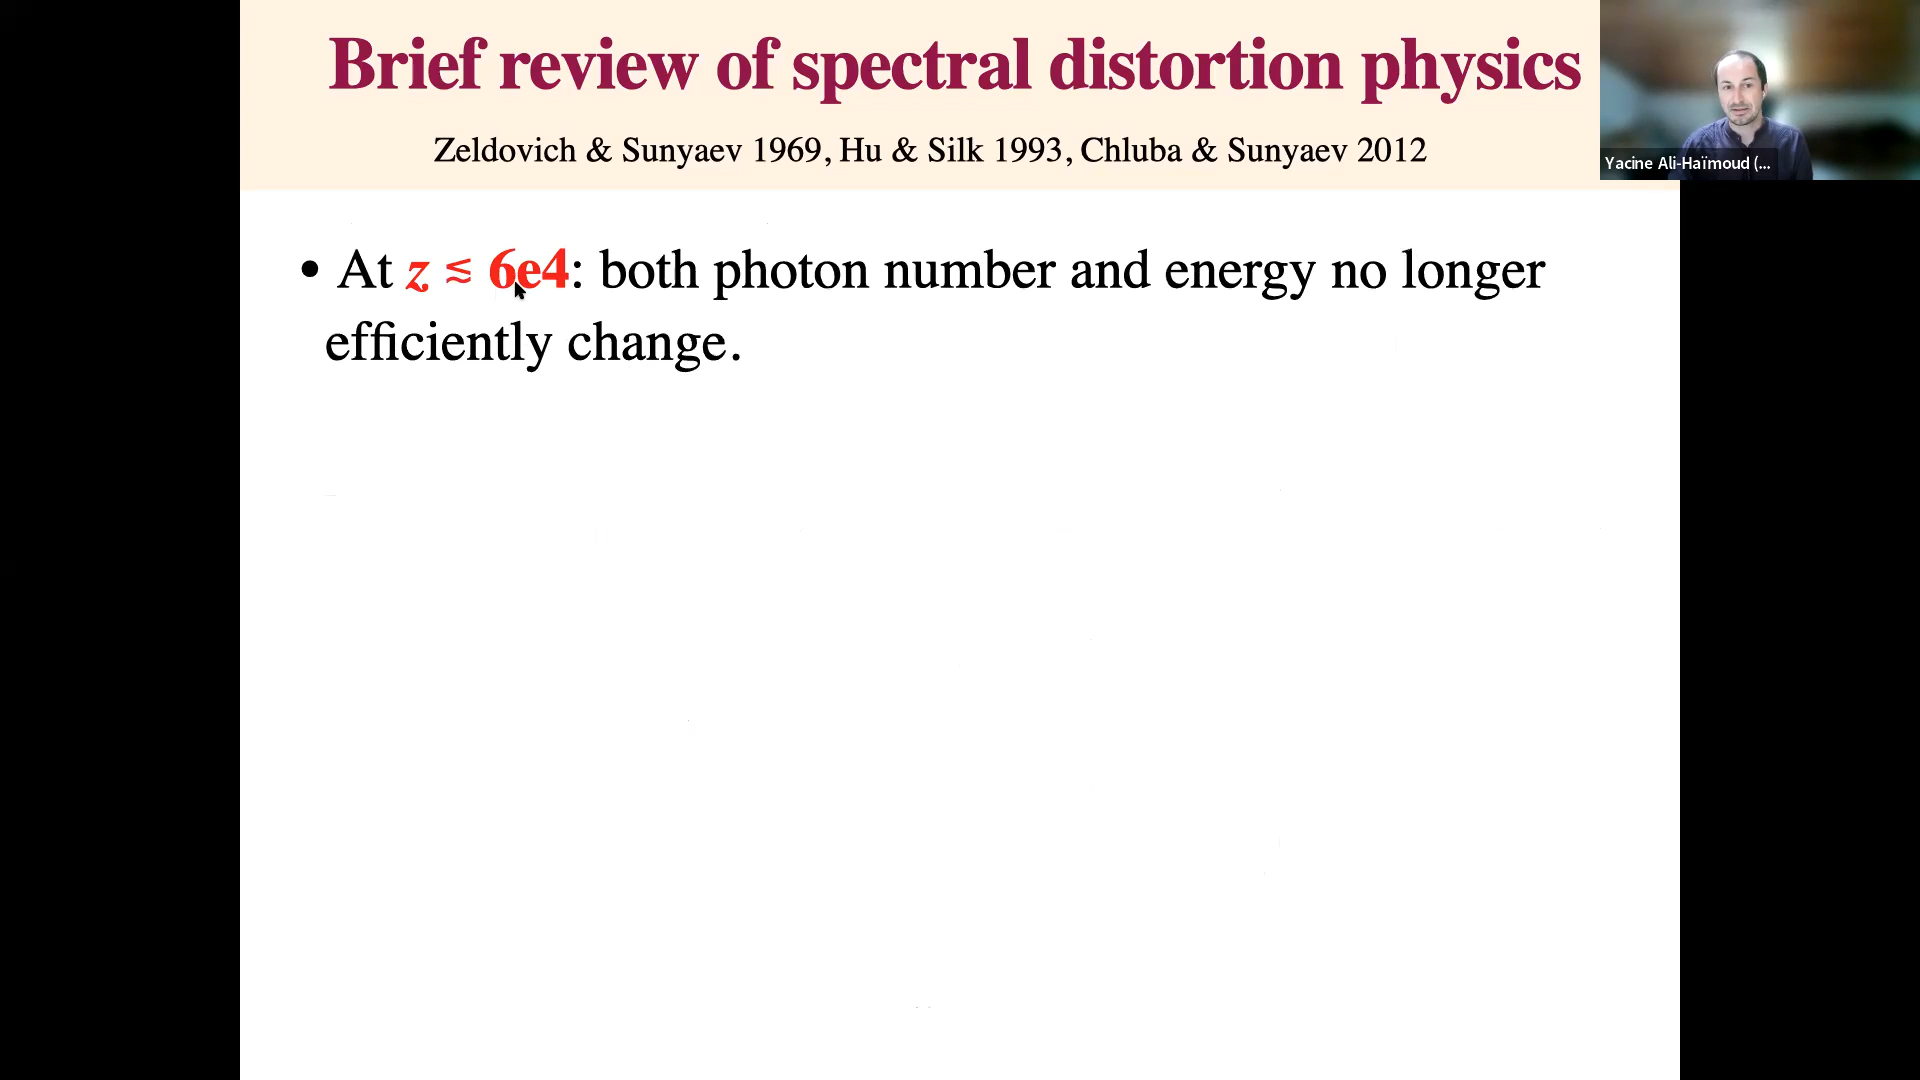 Brief review of spectral distortion physics
Zeldovich & Sunyaev 1969, Hu & Silk 1993, Chluba & Sunyaev 2012
Yacine Ali-Haïmoud (...
• At z ≲ 6e4: both photon number and energy no longer
efficiently change.